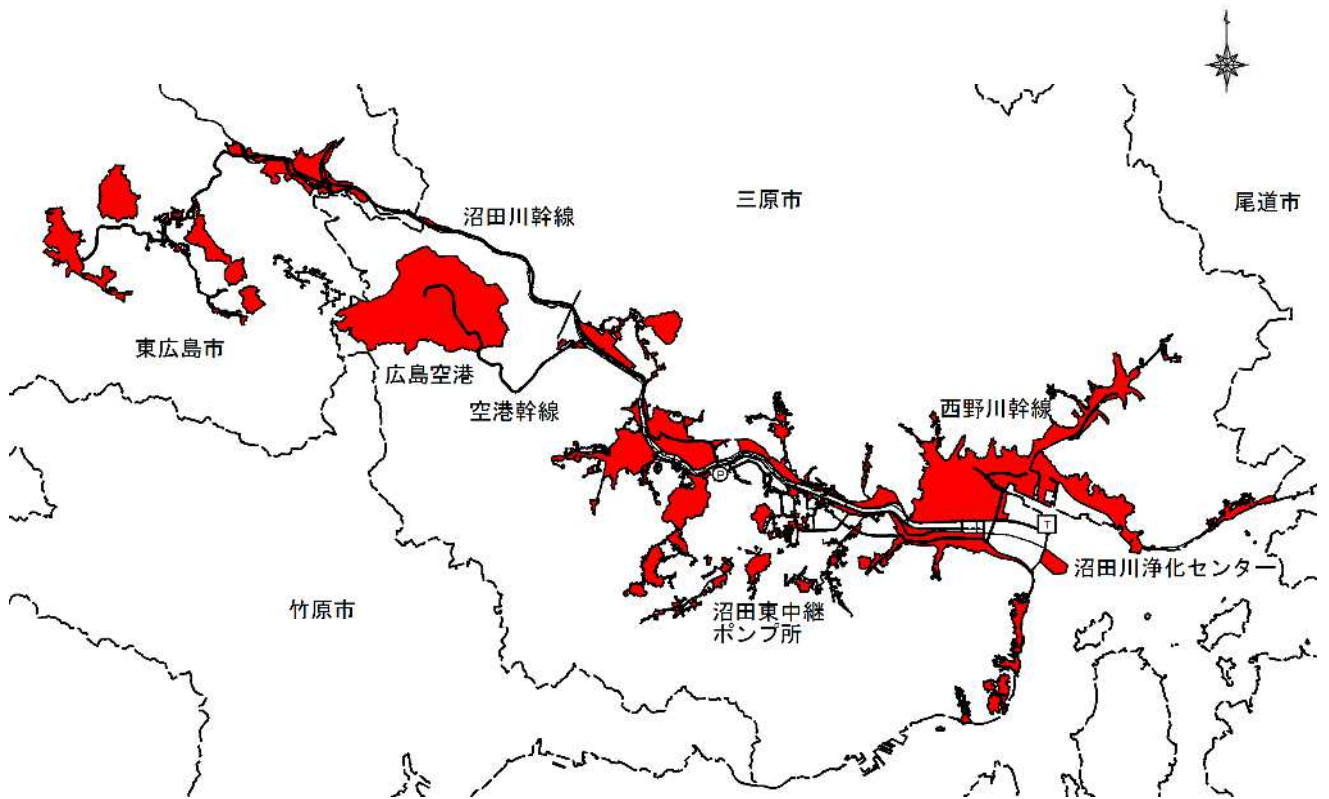 三原市
尾道市
沼田川幹線
東広島市
広島空港
空港幹線
西野川幹線
P
T
沼田川浄化センター
竹原市
沼田東中継
ポンプ所